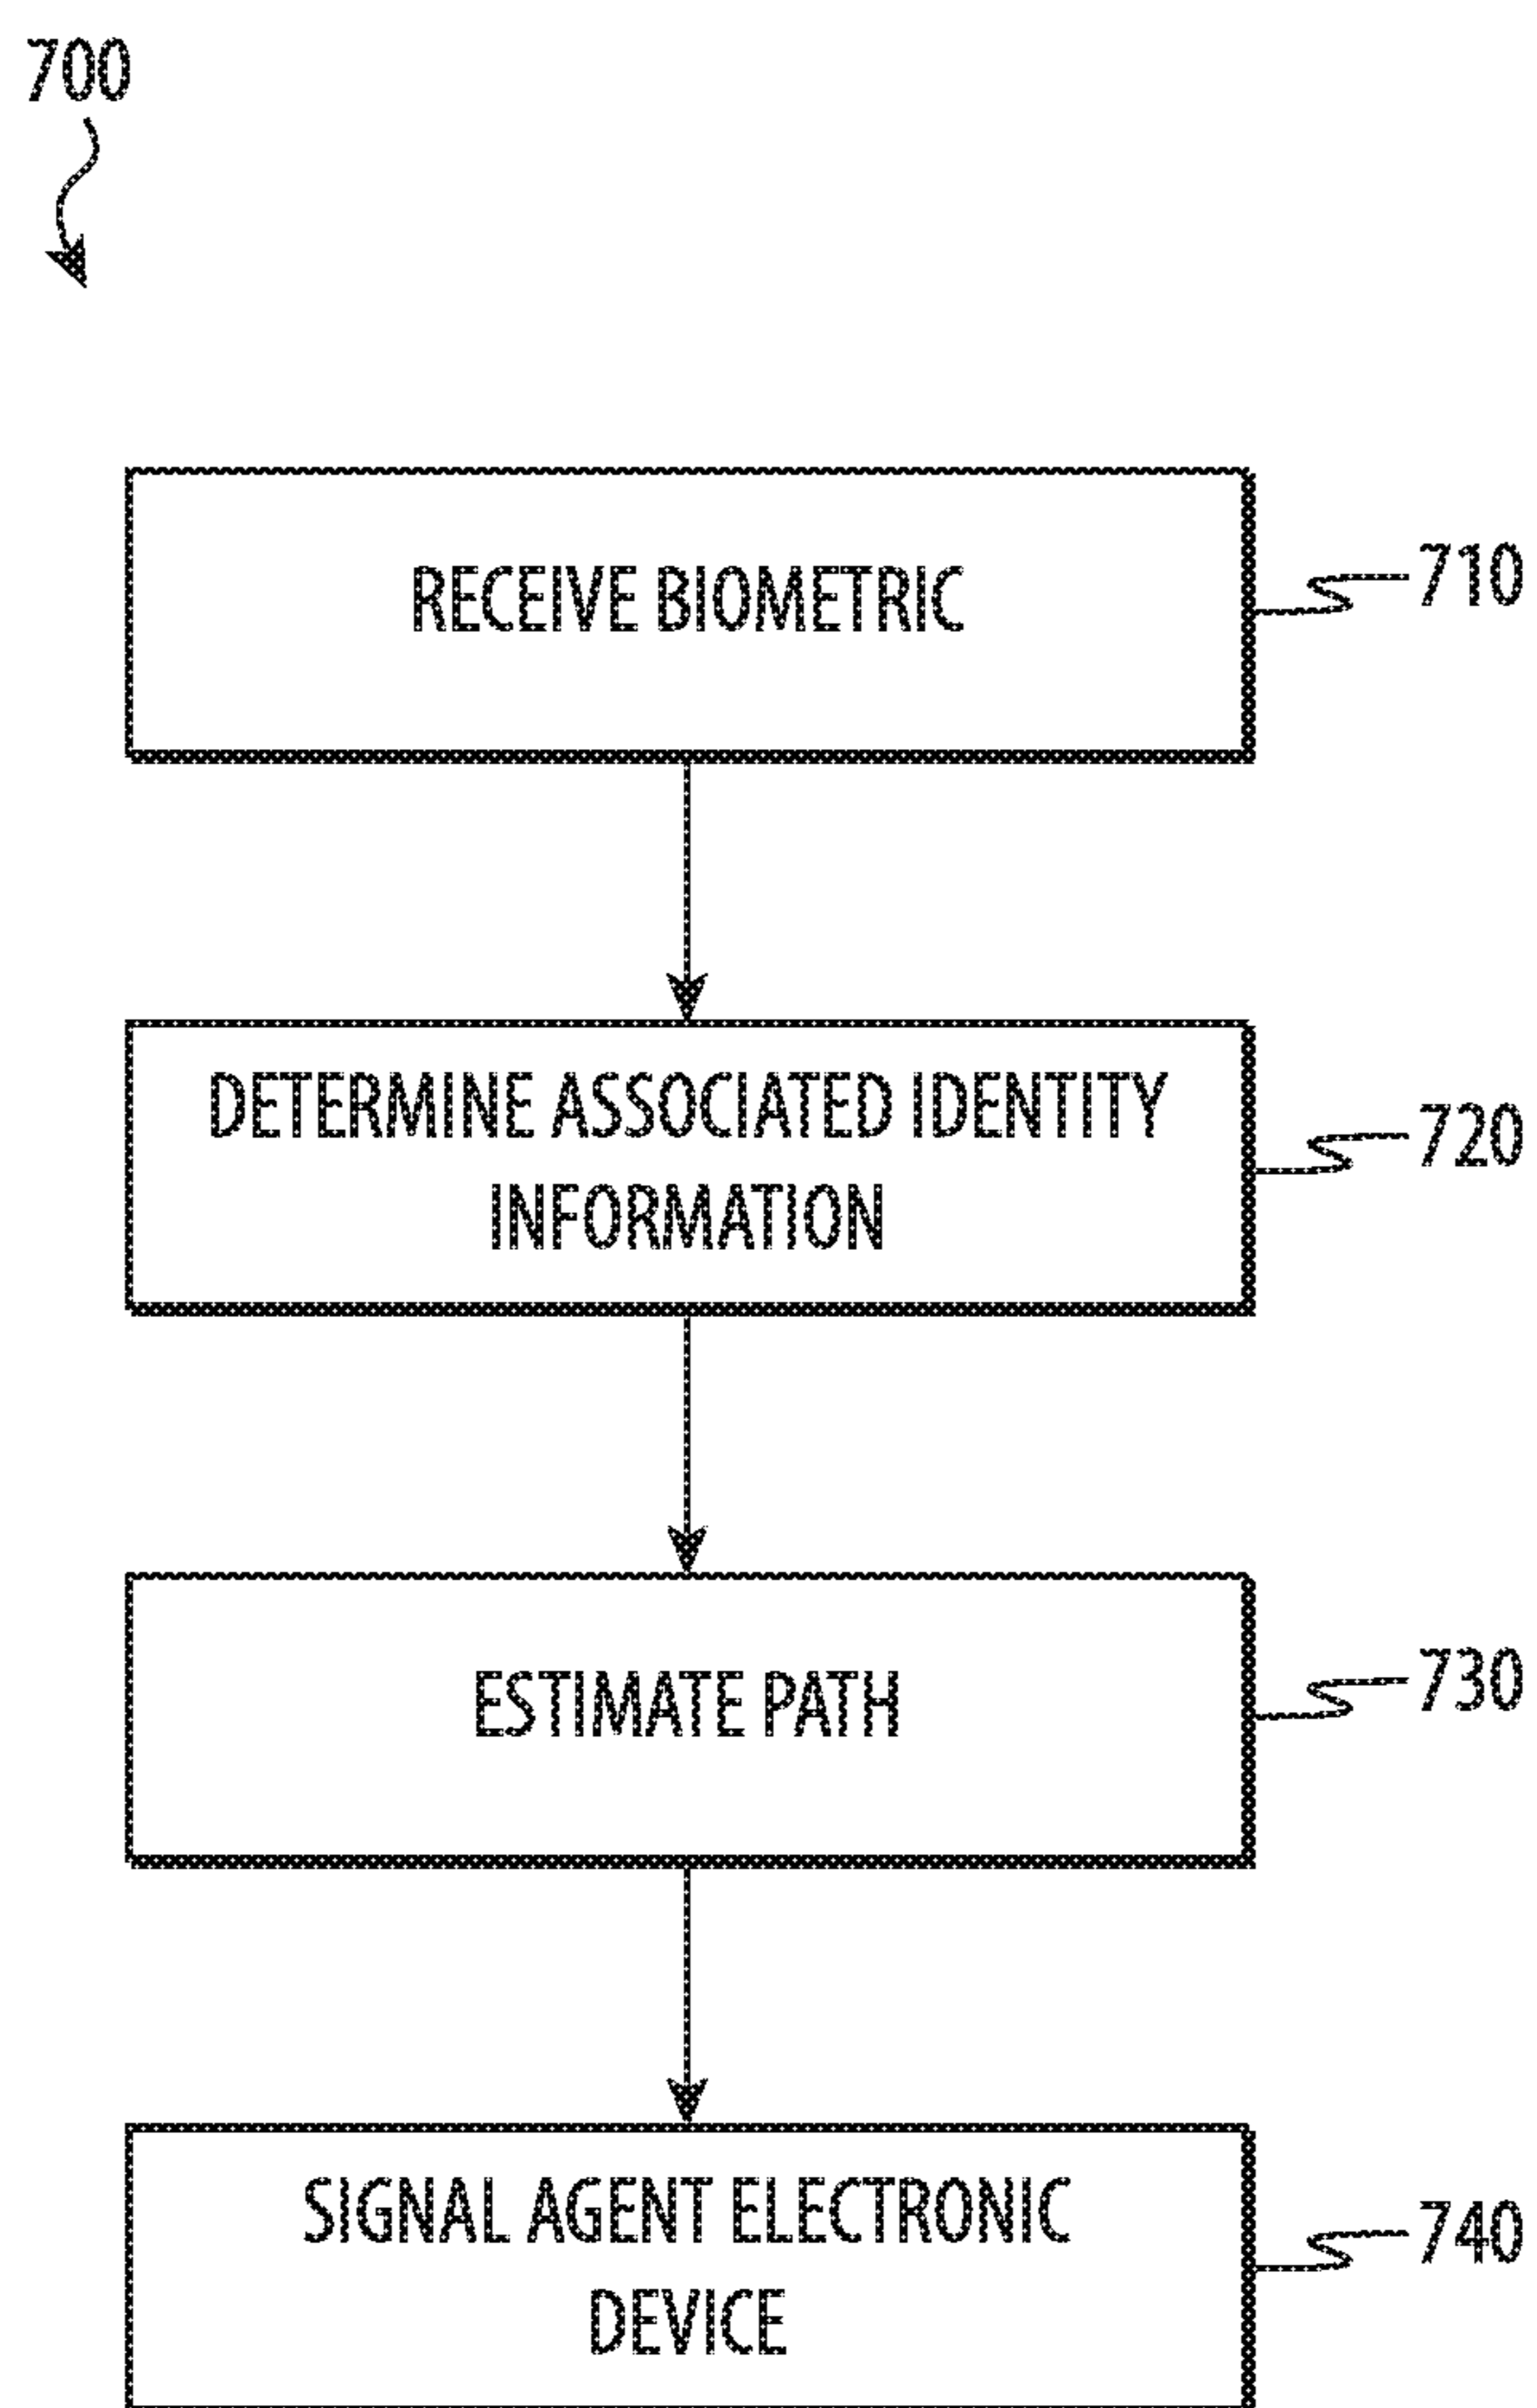 700
RECEIVE BIOMETRIC
710
DETERMINE ASSOCIATED IDENTITY
INFORMATION
720
ESTIMATE PATH
730
SIGNAL AGENT ELECTRONIC
DEVICE
740